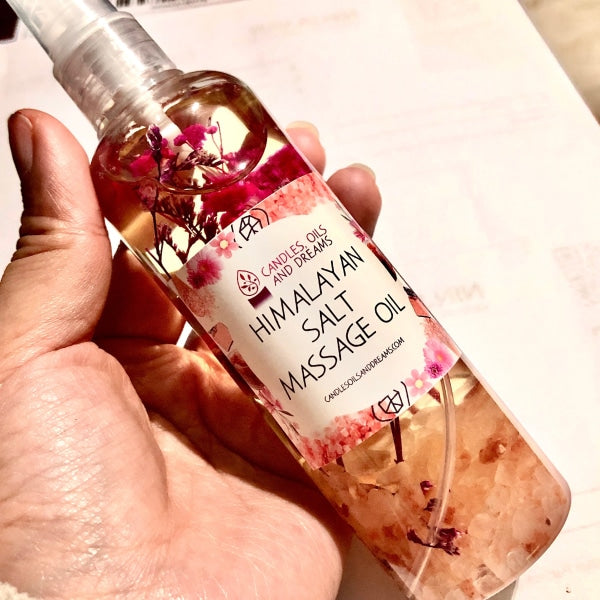 CANDLES, OILS
AND DREAMS
HIMALAYAN
SALT
MASSAGE OIL
CANDLESOILSANDDREAMS.COM